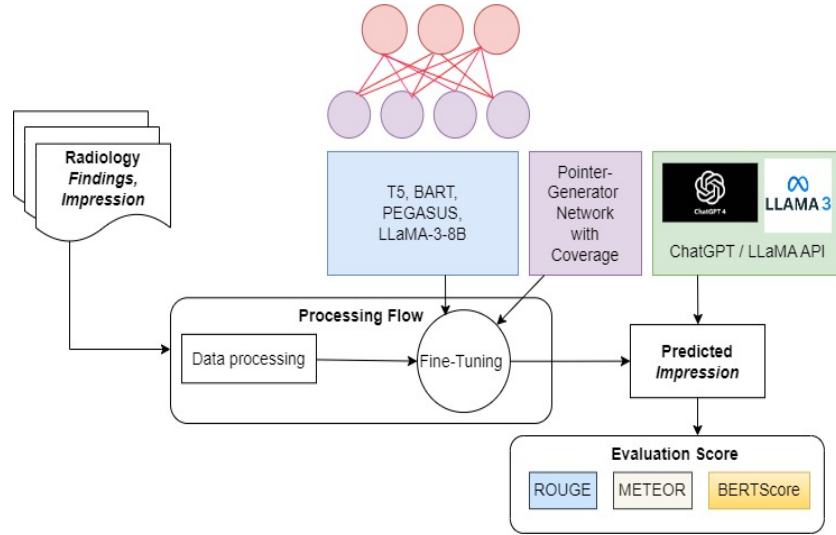 Radiology
Findings,
Impression
T5, BART,
PEGASUS,
LLaMA-3-8B
Pointer-
Generator
Network
with
Coverage
ChatGPT 4
LLAMA 3
ChatGPT / LLaMA API
Processing Flow
Data processing
Fine-Tuning
Predicted
Impression
Evaluation Score
ROUGE
METEOR
BERTScore